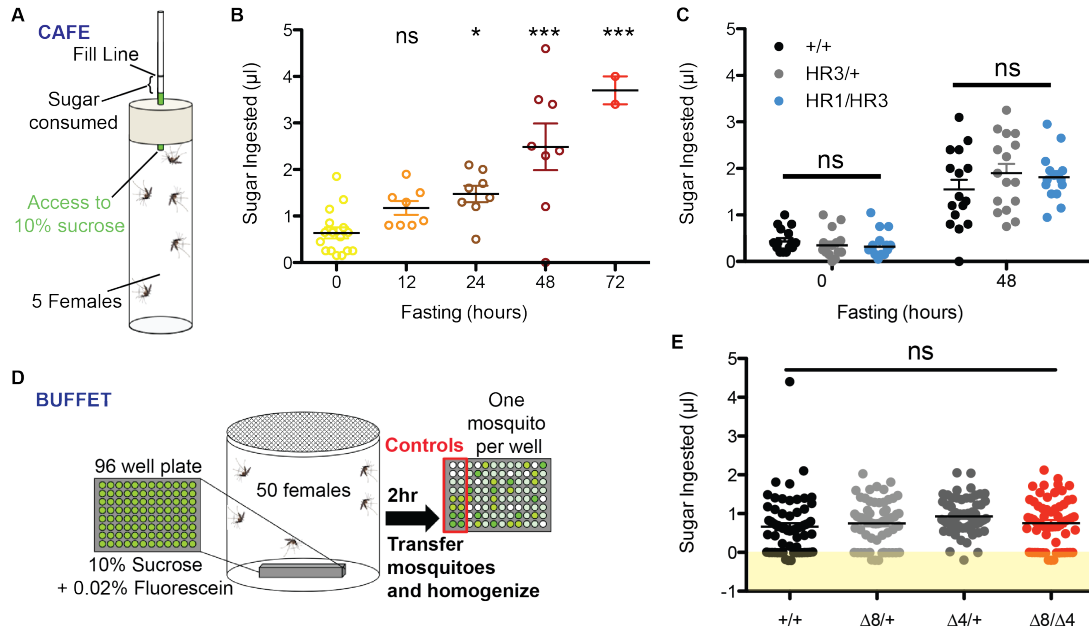 A
CAFE
Fill Line
Sugar
consumed
Access to
10% sucrose
5 Females
B
Sugar Ingested (µl)
5
4
3
2
1
0
ns
*
***
***
0
12
24
48
72
Fasting (hours)
C
Sugar Ingested (µl)
5
4
3
2
1
0
+/+
HR3/+
HR1/HR3
ns
ns
0
48
Fasting (hours)
D
BUFFET
96 well plate
10% Sucrose
+ 0.02% Fluorescein
50 females
Controls
2hr
Transfer
mosquitoes
and homogenize
One
mosquito
per well
E
Sugar Ingested (µl)
5
4
3
2
1
0
-1
ns
+/+
Δ8/+
Δ4/+
Δ8/Δ4